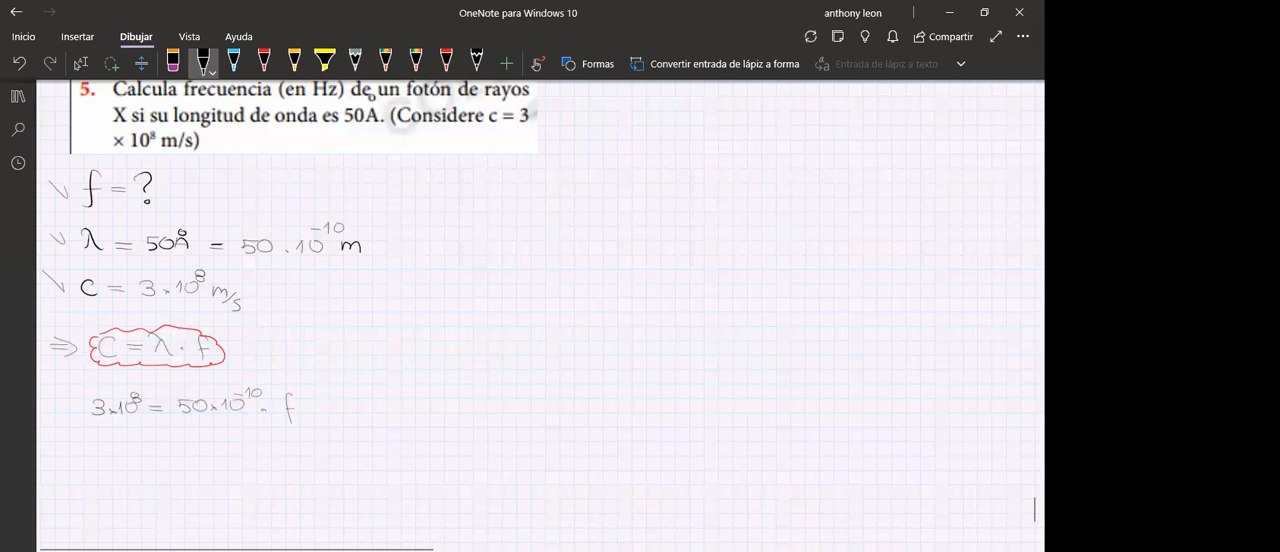 OneNote para Windows 10
anthony leon
Inicio
Insertar
Dibujar
Vista
Ayuda
Compartir
Formas
Convertir entrada de lápiz a forma
Entrada de lápiz a texto
5. Calcula frecuencia (en Hz) de un fotón de rayos
X si su longitud de onda es 50A. (Considere c = 3
× 10⁸ m/s)
f = ?
λ = 50Å = 50 . 10⁻¹⁰ m
c = 3 × 10⁸ m/s
⇒ C = λ · f
3×10⁸ = 50×10⁻¹⁰ · f